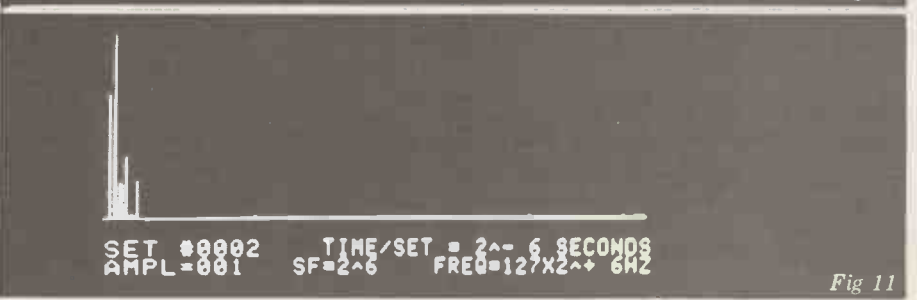 SET #0002 TIME/SET = 2^- 6 SECONDS
AMPL=001 SF=2^6 FREQ=127X2^+ 6HZ
Fig 11